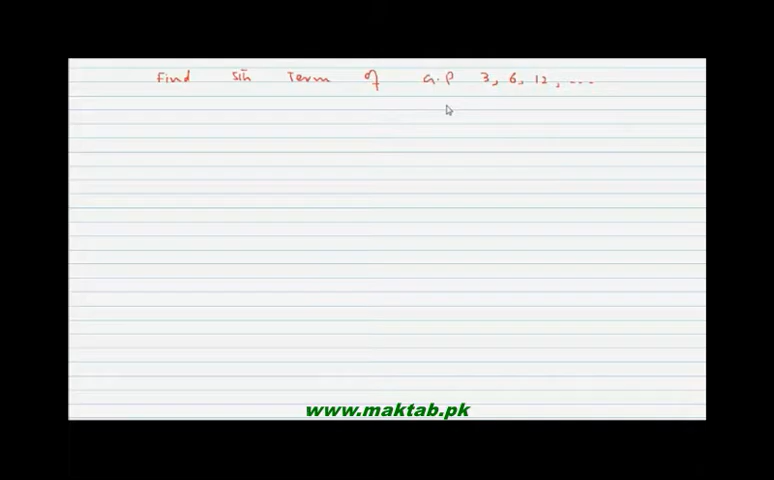 Find 5th Term of G.P 3, 6, 12, ...
www.maktab.pk